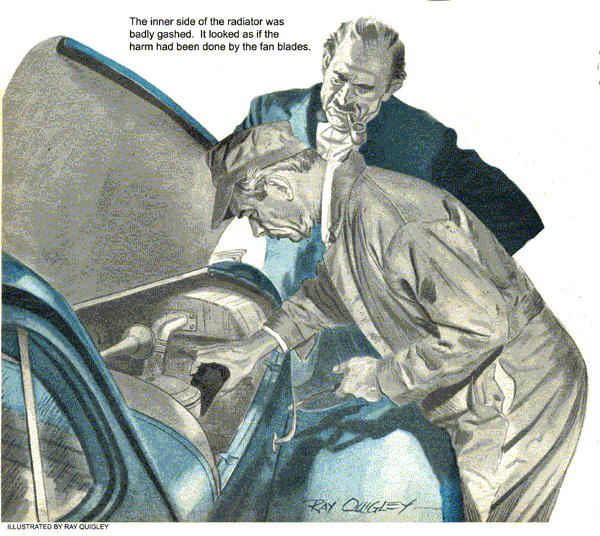 The inner side of the radiator was
badly gashed.  It looked as if the
harm had been done by the fan blades.
RAY QUIGLEY
ILLUSTRATED BY RAY QUIGLEY